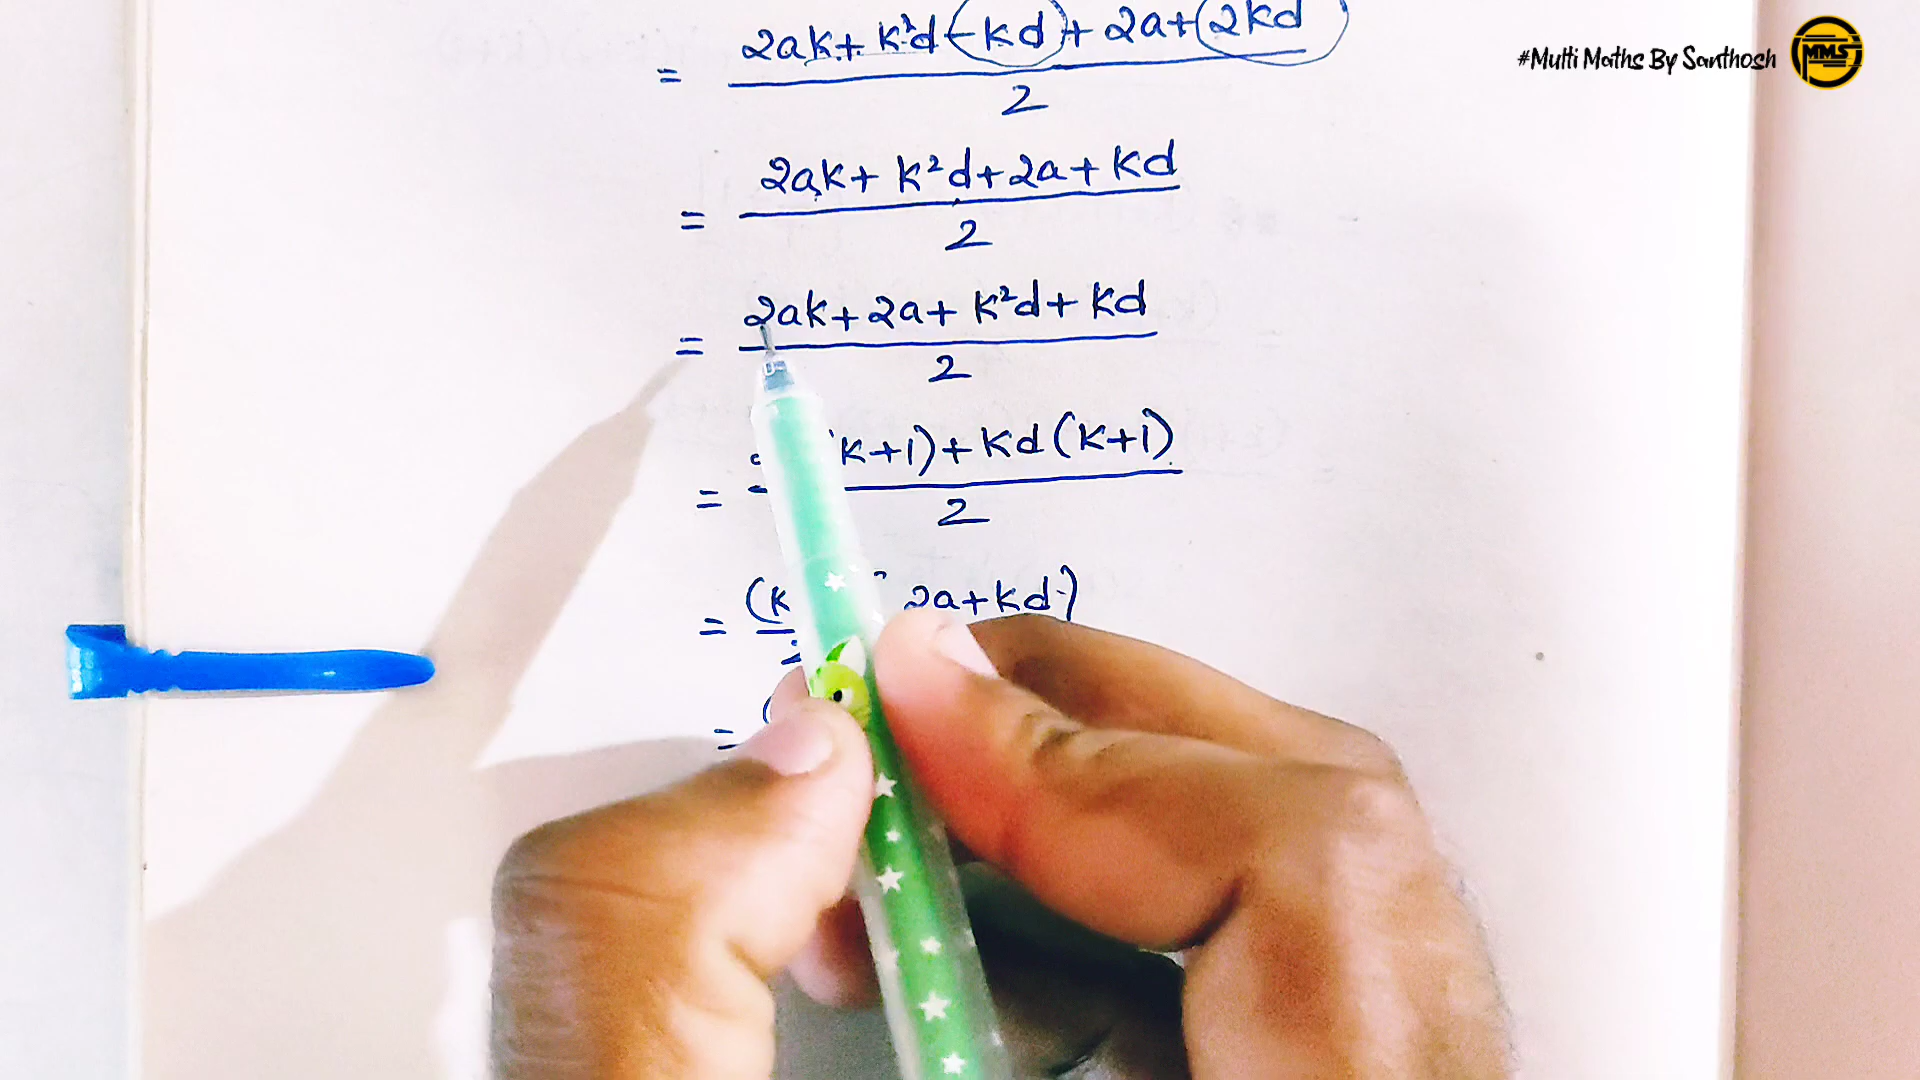 #Multi Maths By Santhosh MMS
= 2ak + k²d - kd + 2a + 2kd
2
= 2ak + k²d + 2a + kd
2
= 2ak + 2a + k²d + kd
2
= k+1) + kd (k+1)
2
= (k 2a + kd)
=